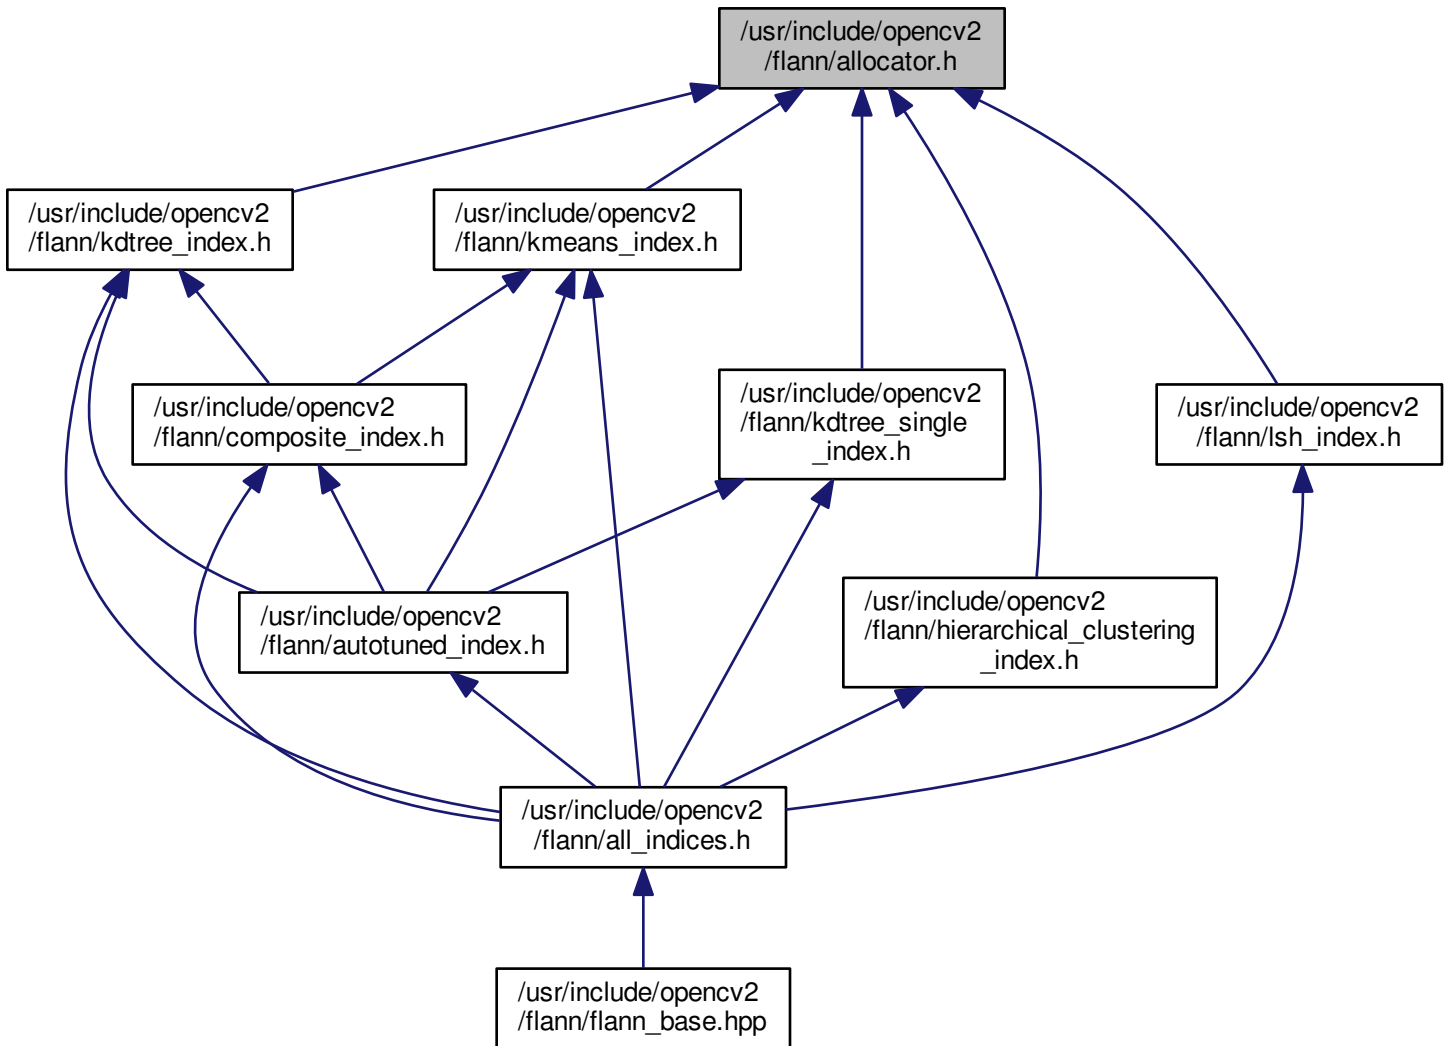 /usr/include/opencv2
/flann/allocator.h
/usr/include/opencv2
/flann/kdtree_index.h
/usr/include/opencv2
/flann/kmeans_index.h
/usr/include/opencv2
/flann/composite_index.h
/usr/include/opencv2
/flann/kdtree_single
_index.h
/usr/include/opencv2
/flann/lsh_index.h
/usr/include/opencv2
/flann/autotuned_index.h
/usr/include/opencv2
/flann/hierarchical_clustering
_index.h
/usr/include/opencv2
/flann/all_indices.h
/usr/include/opencv2
/flann/flann_base.hpp